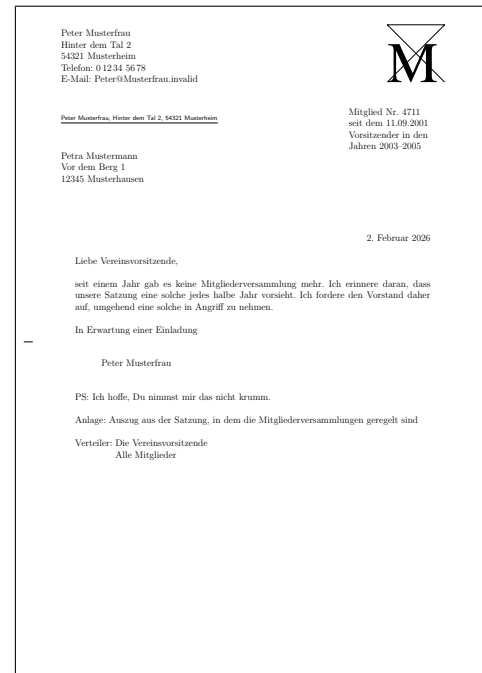 Peter Musterfrau
Hinter dem Tal 2
54321 Musterheim
Telefon: 0 12 34 56 78
E-Mail: Peter@Musterfrau.invalid
M
Peter Musterfrau, Hinter dem Tal 2, 54321 Musterheim
Mitglied Nr. 4711
seit dem 11.09.2001
Vorsitzender in den
Jahren 2003–2005
Petra Mustermann
Vor dem Berg 1
12345 Musterhausen
2. Februar 2026
Liebe Vereinsvorsitzende,
seit einem Jahr gab es keine Mitgliederversammlung mehr. Ich erinnere daran, dass
unsere Satzung eine solche jedes halbe Jahr vorsieht. Ich fordere den Vorstand daher
auf, umgehend eine solche in Angriff zu nehmen.
In Erwartung einer Einladung
Peter Musterfrau
PS: Ich hoffe, Du nimmst mir das nicht krumm.
Anlage: Auszug aus der Satzung, in dem die Mitgliederversammlungen geregelt sind
Verteiler: Die Vereinsvorsitzende
Alle Mitglieder